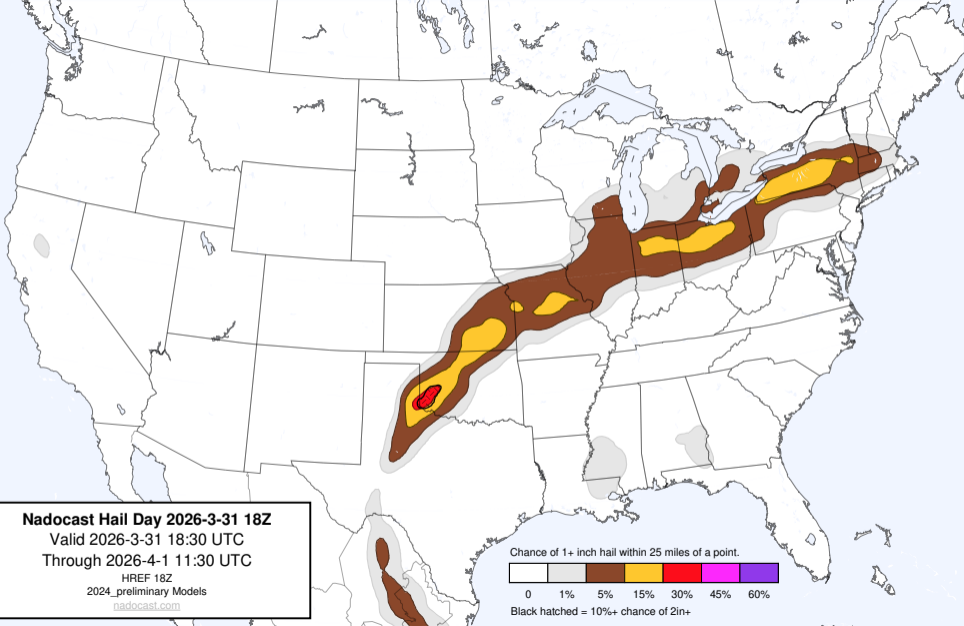 Nadocast Hail Day 2026-3-31 18Z
Valid 2026-3-31 18:30 UTC
Through 2026-4-1 11:30 UTC
HREF 18Z
2024_preliminary Models
nadocast.com
Chance of 1+ inch hail within 25 miles of a point.
0 1% 5% 15% 30% 45% 60%
Black hatched = 10%+ chance of 2in+